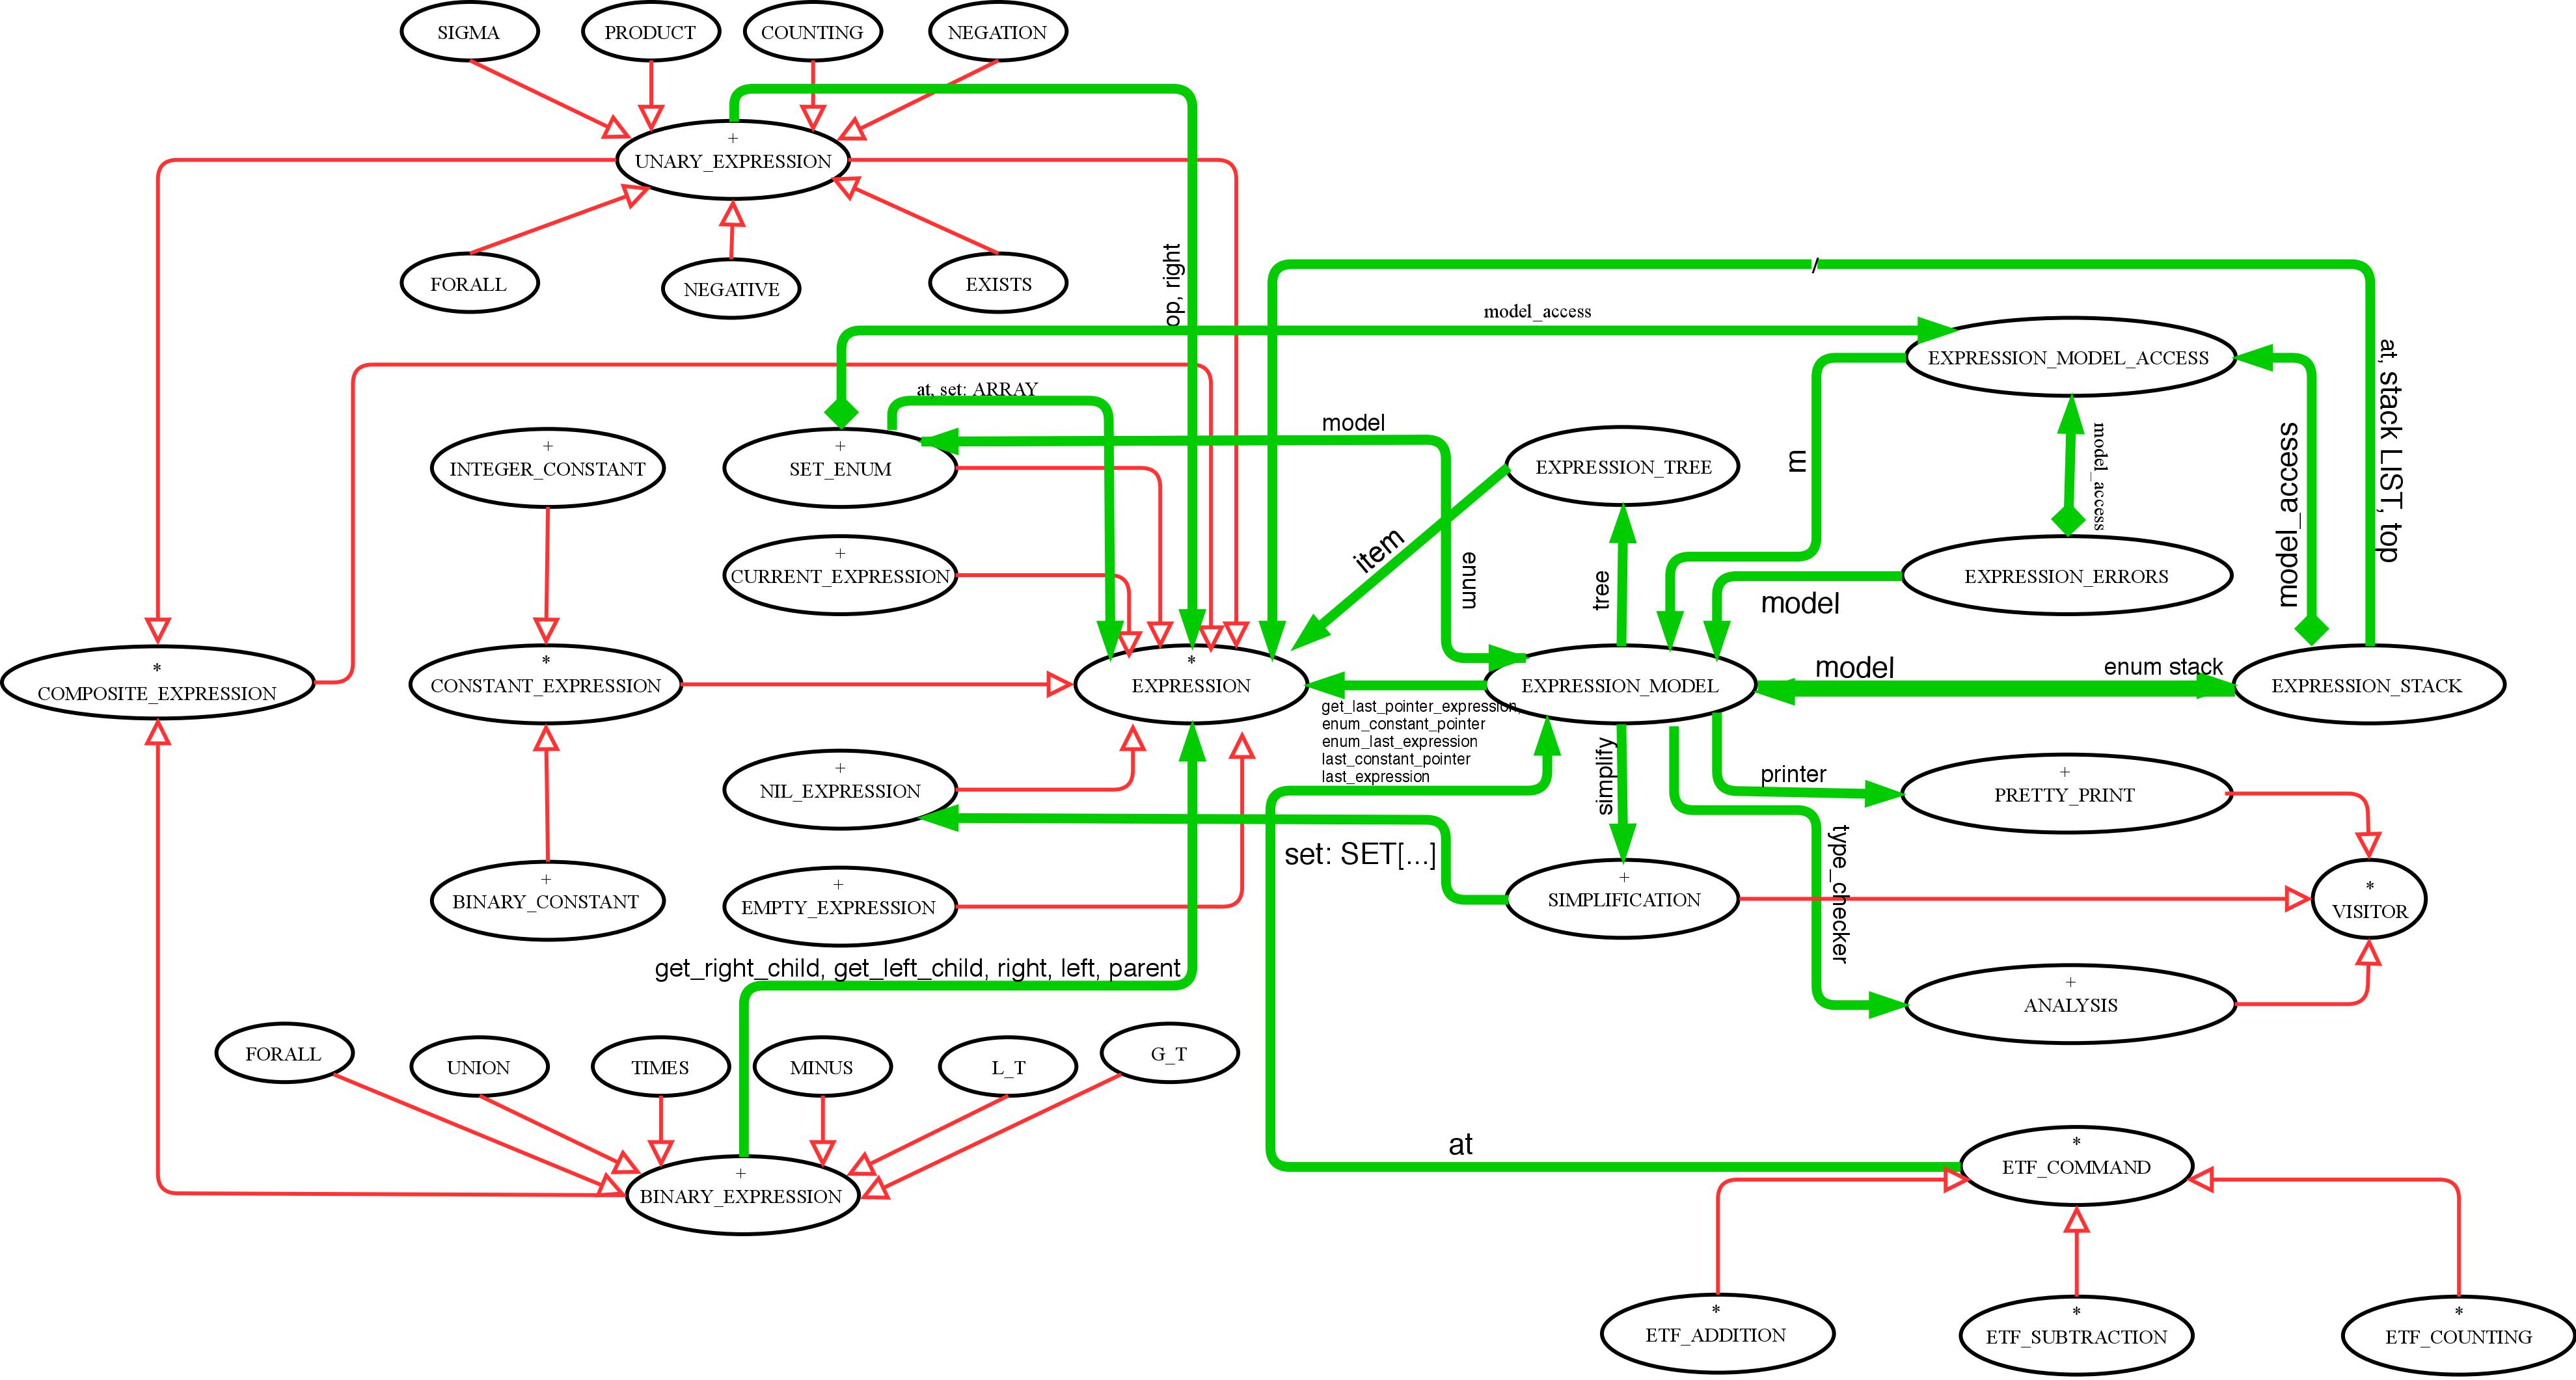 SIGMA
PRODUCT
COUNTING
NEGATION
+
UNARY_EXPRESSION
FORALL
NEGATIVE
EXISTS
op, right
/
model_access
EXPRESSION_MODEL_ACCESS
at, stack LIST, top
at, set: ARRAY
model
m
model_access
model_access
+
INTEGER_CONSTANT
+
SET_ENUM
EXPRESSION_TREE
item
enum
tree
+
CURRENT_EXPRESSION
EXPRESSION_ERRORS
model
*
COMPOSITE_EXPRESSION
*
CONSTANT_EXPRESSION
*
EXPRESSION
EXPRESSION_MODEL
model
enum stack
EXPRESSION_STACK
get_last_pointer_expression,
enum_constant_pointer
enum_last_expression
last_constant_pointer
last_expression
simplify
printer
+
NIL_EXPRESSION
+
PRETTY_PRINT
type_checker
set: SET[...]
+
BINARY_CONSTANT
+
EMPTY_EXPRESSION
+
SIMPLIFICATION
*
VISITOR
get_right_child, get_left_child, right, left, parent
+
ANALYSIS
FORALL
UNION
TIMES
MINUS
L_T
G_T
at
*
ETF_COMMAND
+
BINARY_EXPRESSION
*
ETF_ADDITION
*
ETF_SUBTRACTION
*
ETF_COUNTING